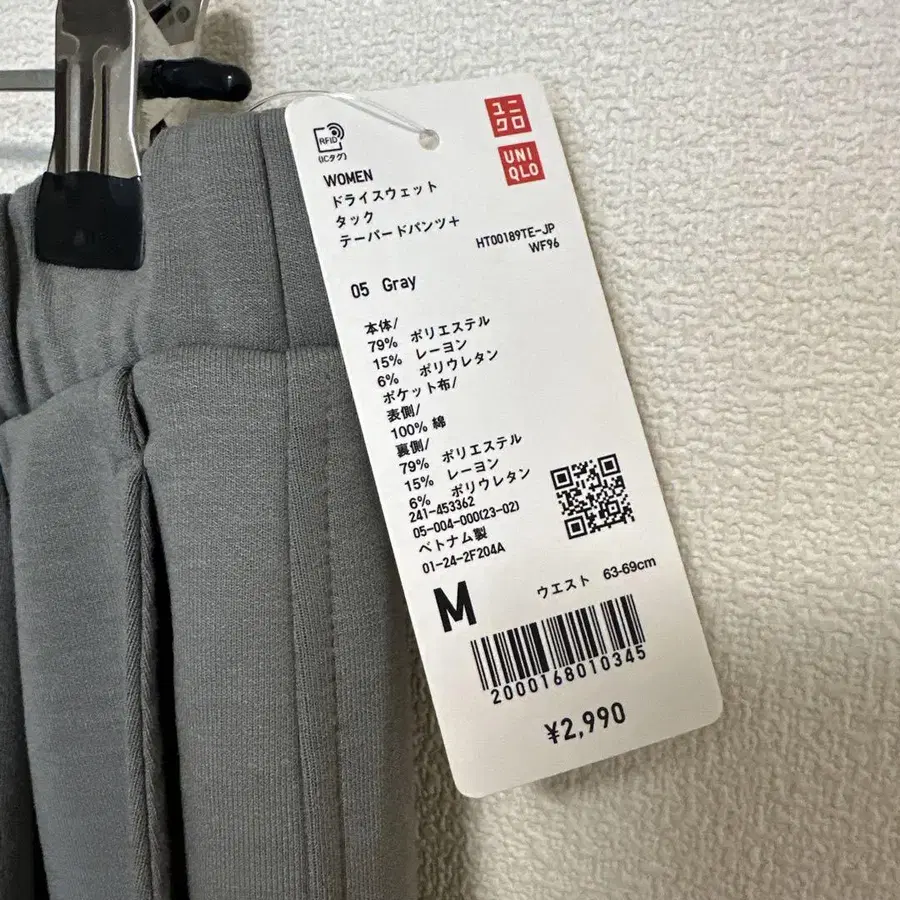 ユニ
クロ
UNI
QLO
RFID
(ICタグ)
WOMEN
ドライスウェット
タック
テーパードパンツ+
HT00189TE-JP
WF96
05 Gray
本体/
79% ポリエステル
15% レーヨン
6% ポリウレタン
ポケット布/
表側/
100% 綿
裏側/
79% ポリエステル
15% レーヨン
6% ポリウレタン
241-453362
05-004-000(23-02)
ベトナム製
01-24-2F204A
M ウエスト 63-69cm
2000168010345
¥2,990